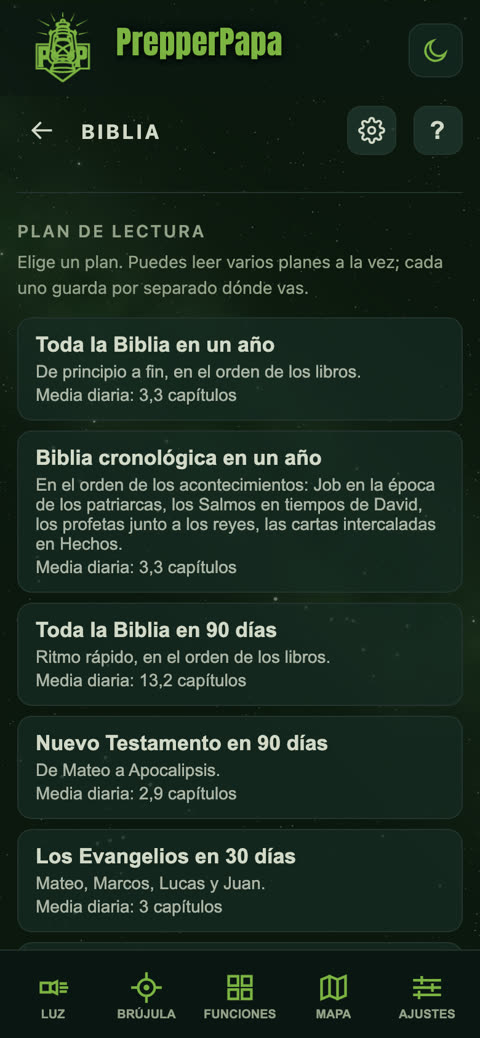 PP
PrepperPapa
BIBLIA
?
PLAN DE LECTURA
Elige un plan. Puedes leer varios planes a la vez; cada
uno guarda por separado dónde vas.
Toda la Biblia en un año
De principio a fin, en el orden de los libros.
Media diaria: 3,3 capítulos
Biblia cronológica en un año
En el orden de los acontecimientos: Job en la época
de los patriarcas, los Salmos en tiempos de David,
los profetas junto a los reyes, las cartas intercaladas
en Hechos.
Media diaria: 3,3 capítulos
Toda la Biblia en 90 días
Ritmo rápido, en el orden de los libros.
Media diaria: 13,2 capítulos
Nuevo Testamento en 90 días
De Mateo a Apocalipsis.
Media diaria: 2,9 capítulos
Los Evangelios en 30 días
Mateo, Marcos, Lucas y Juan.
Media diaria: 3 capítulos
LUZ
BRÚJULA
FUNCIONES
MAPA
AJUSTES